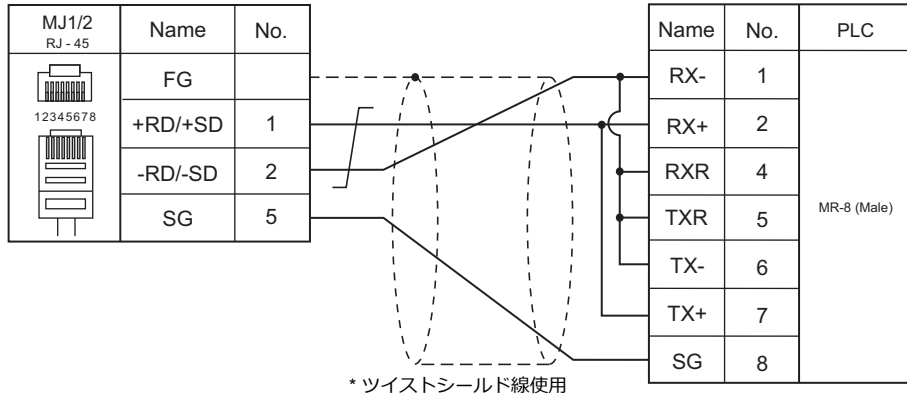 MJ1/2 Name No.
RJ - 45
FG
12345678
+RD/+SD 1
-RD/-SD 2
SG 5
Name No. PLC
RX- 1
RX+ 2
RXR 4
TXR 5
MR-8 (Male)
TX- 6
TX+ 7
SG 8
* ツイストシールド線使用